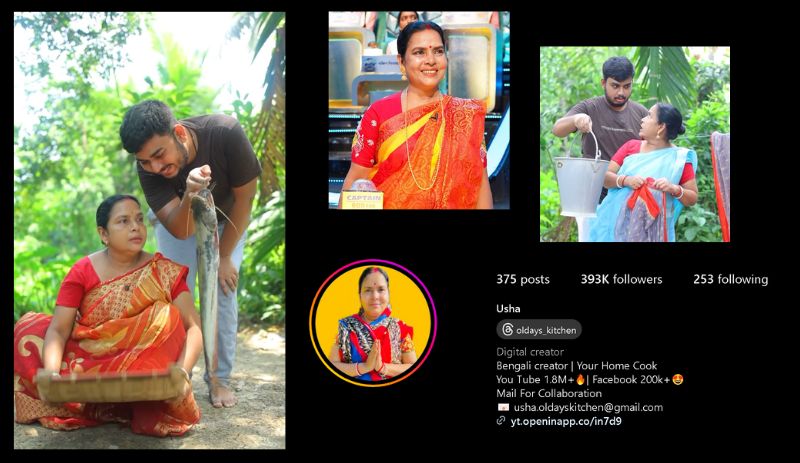 CAPTAIN
375 posts 393K followers 253 following
Usha
oldays_kitchen
Digital creator
Bengali creator | Your Home Cook
You Tube 1.8M+🔥| Facebook 200k+😍
Mail For Collaboration
📧 usha.oldayskitchen@gmail.com
yt.openinapp.co/in7d9